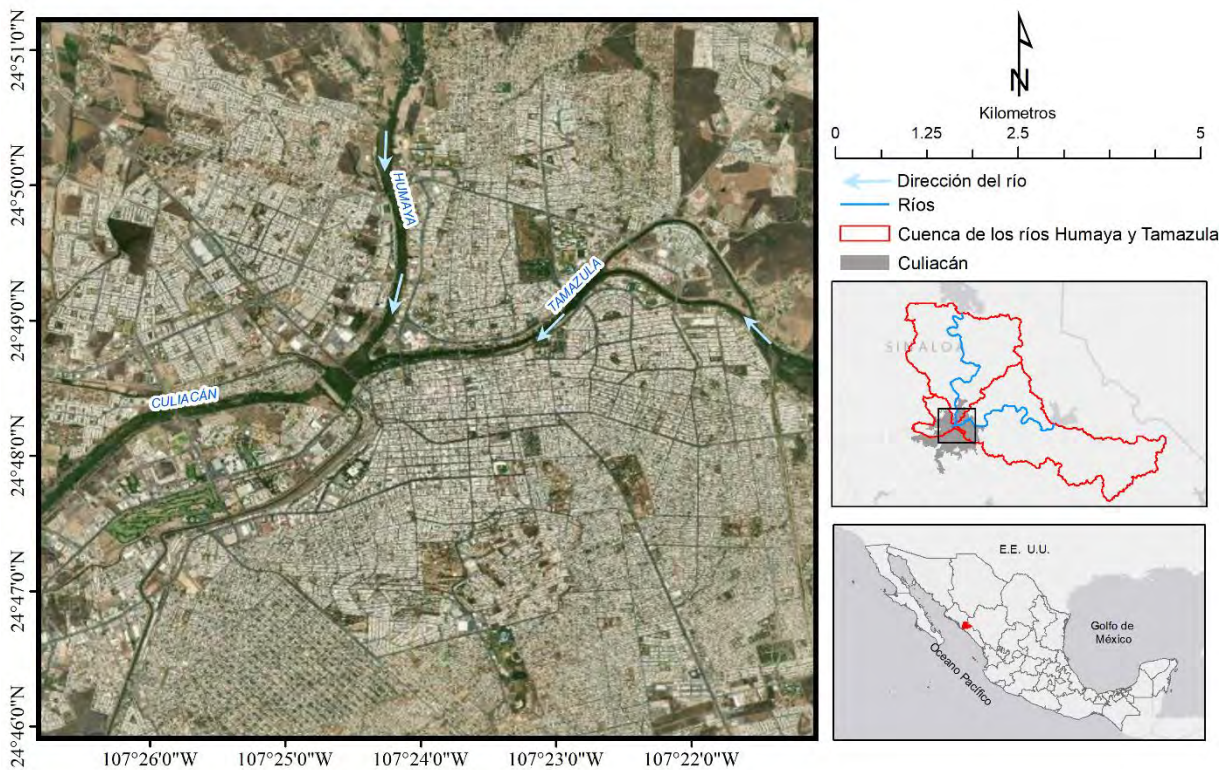 24°51'0"N
24°50'0"N
24°49'0"N
24°48'0"N
24°47'0"N
24°46'0"N
107°26'0"W 107°25'0"W 107°24'0"W 107°23'0"W 107°22'0"W
HUMAYA
TAMAZULA
CULIACÁN
N
Kilometros
0 1.25 2.5 5
Dirección del río
Ríos
Cuenca de los ríos Humaya y Tamazula
Culiacán
SINALOA
E.E. U.U.
Golfo de
México
Oceano Pacífico